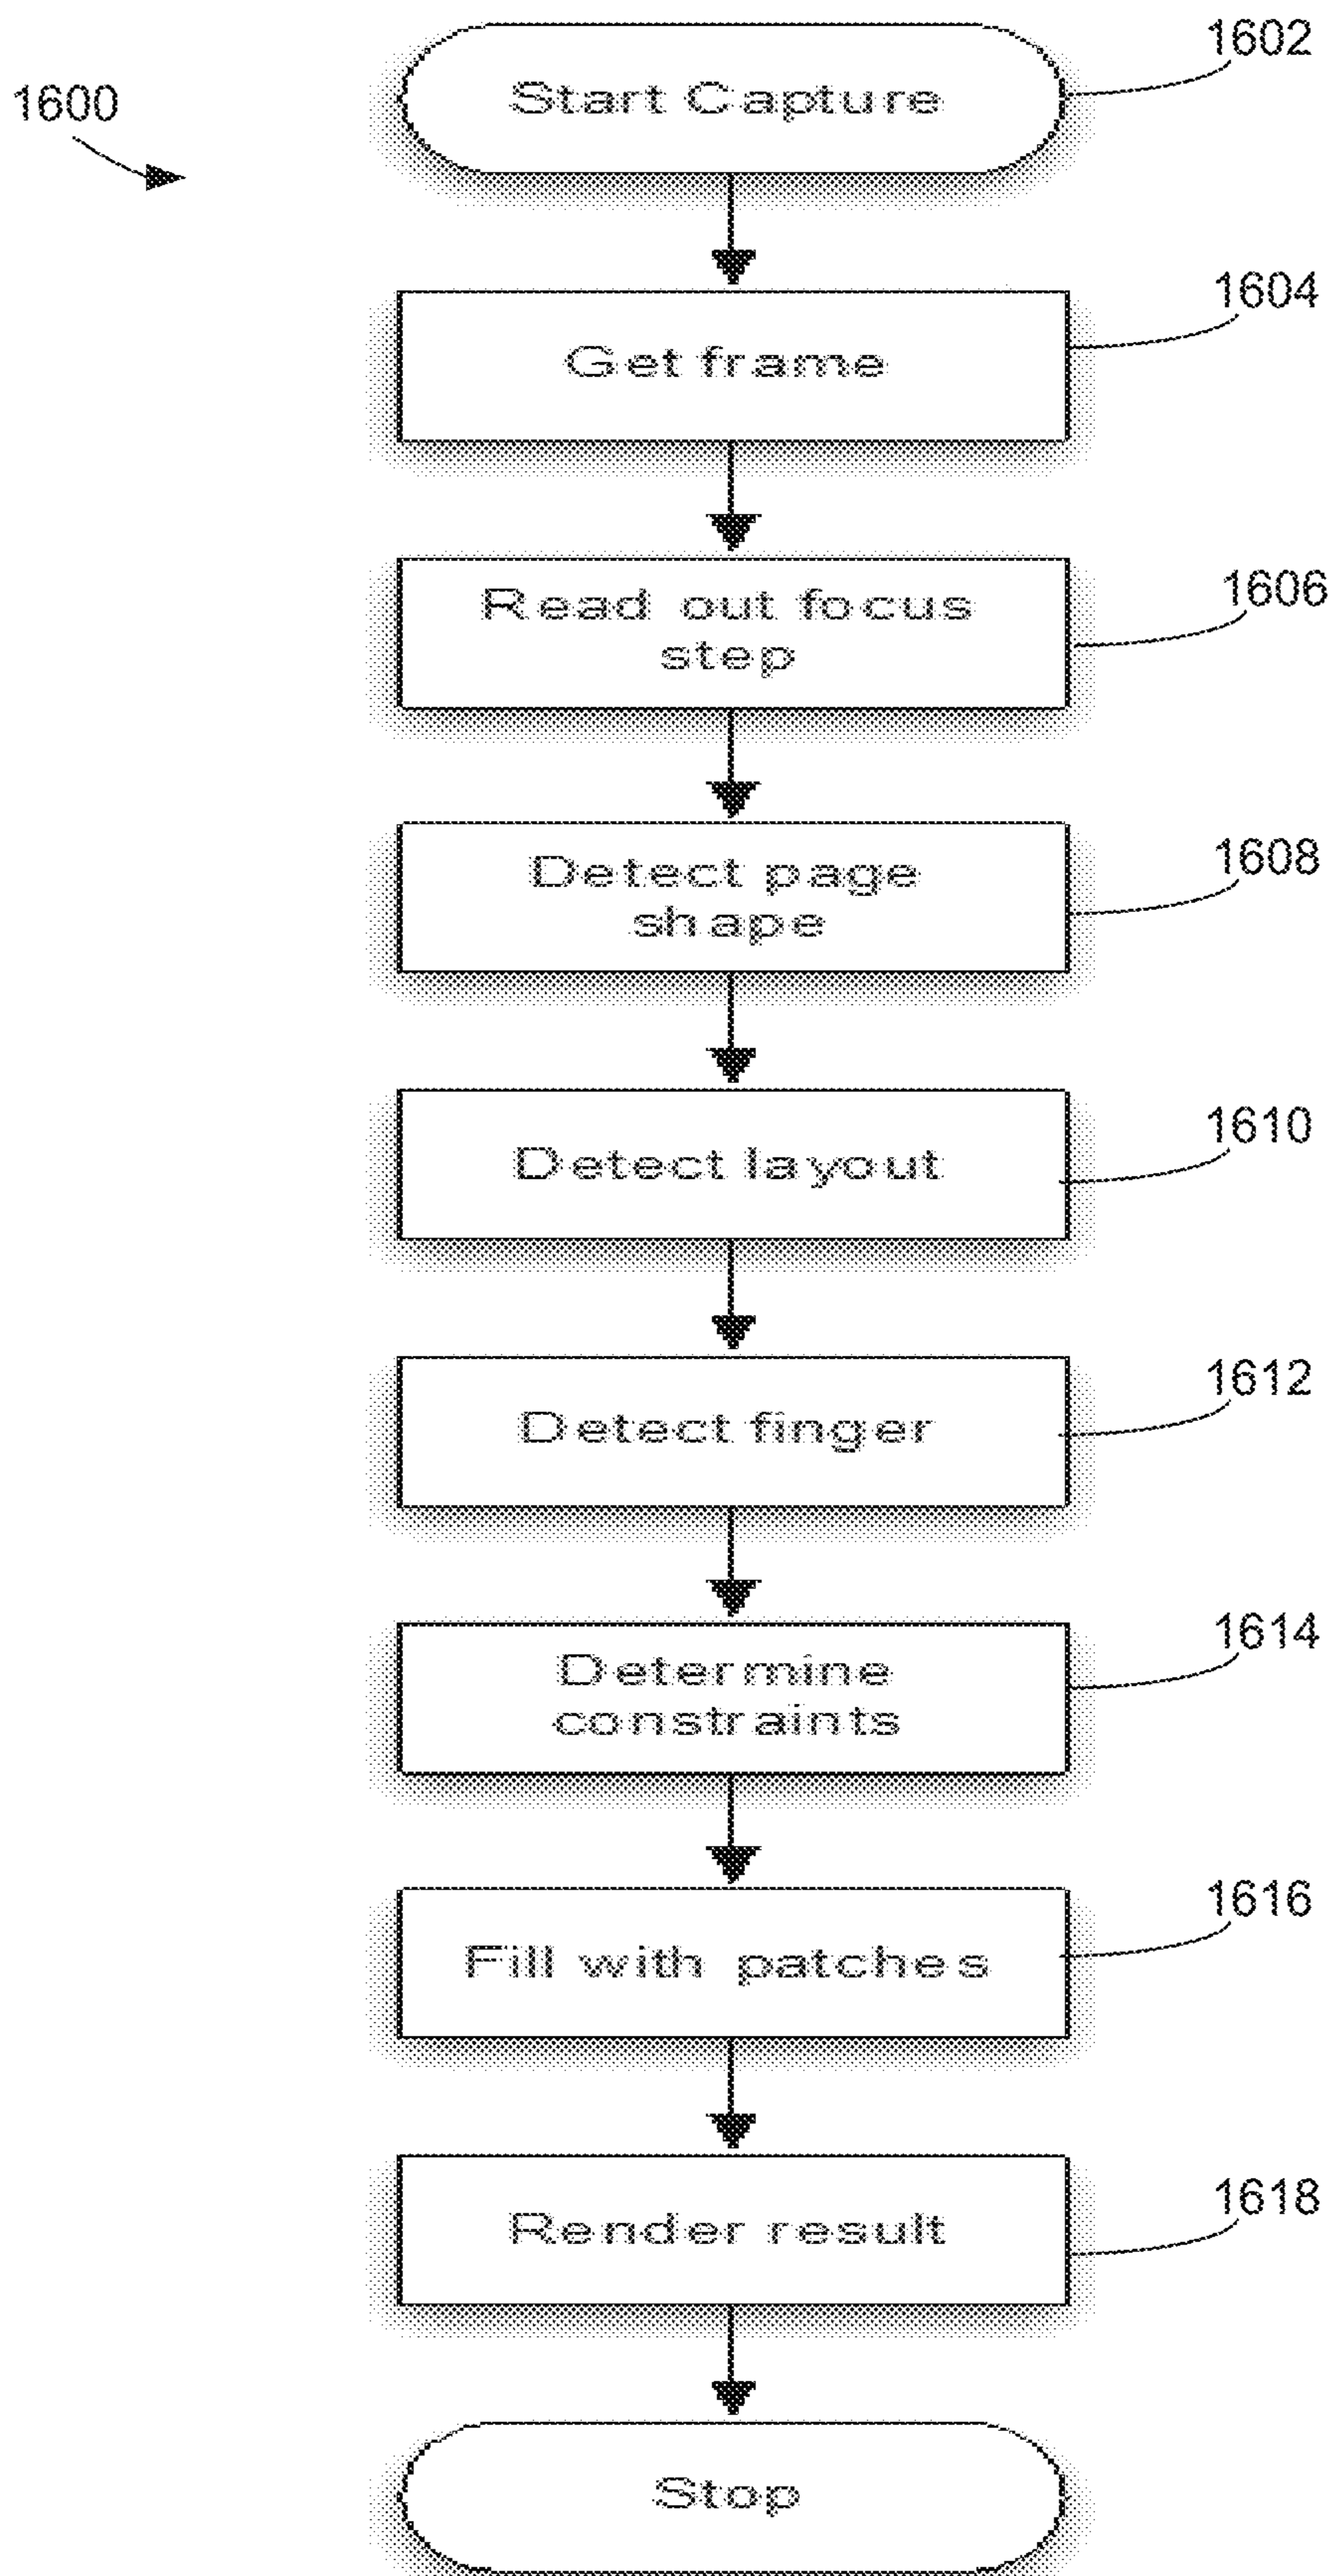 1600
Start Capture
1602
Get frame
1604
Read out focus
step
1606
Detect page
shape
1608
Detect layout
1610
Detect finger
1612
Determine
constraints
1614
Fill with patches
1616
Render result
1618
Stop